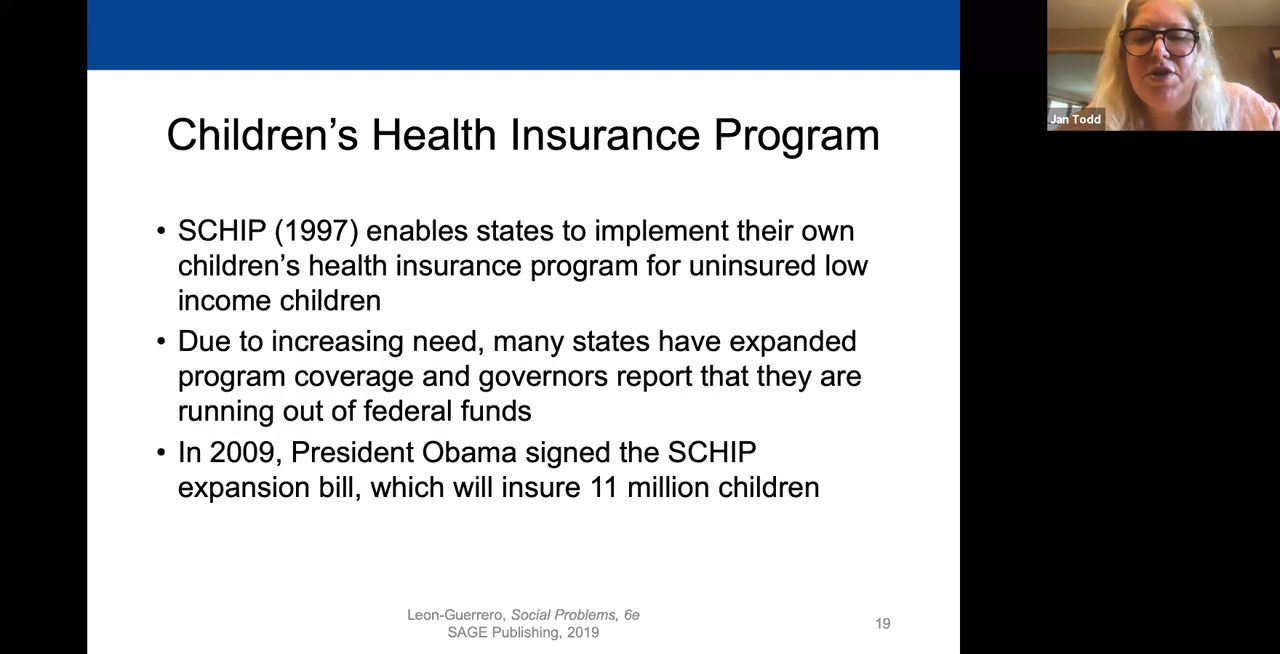 Children’s Health Insurance Program
• SCHIP (1997) enables states to implement their own
children’s health insurance program for uninsured low
income children
• Due to increasing need, many states have expanded
program coverage and governors report that they are
running out of federal funds
• In 2009, President Obama signed the SCHIP
expansion bill, which will insure 11 million children
Leon-Guerrero, Social Problems, 6e
SAGE Publishing, 2019
19
Jan Todd